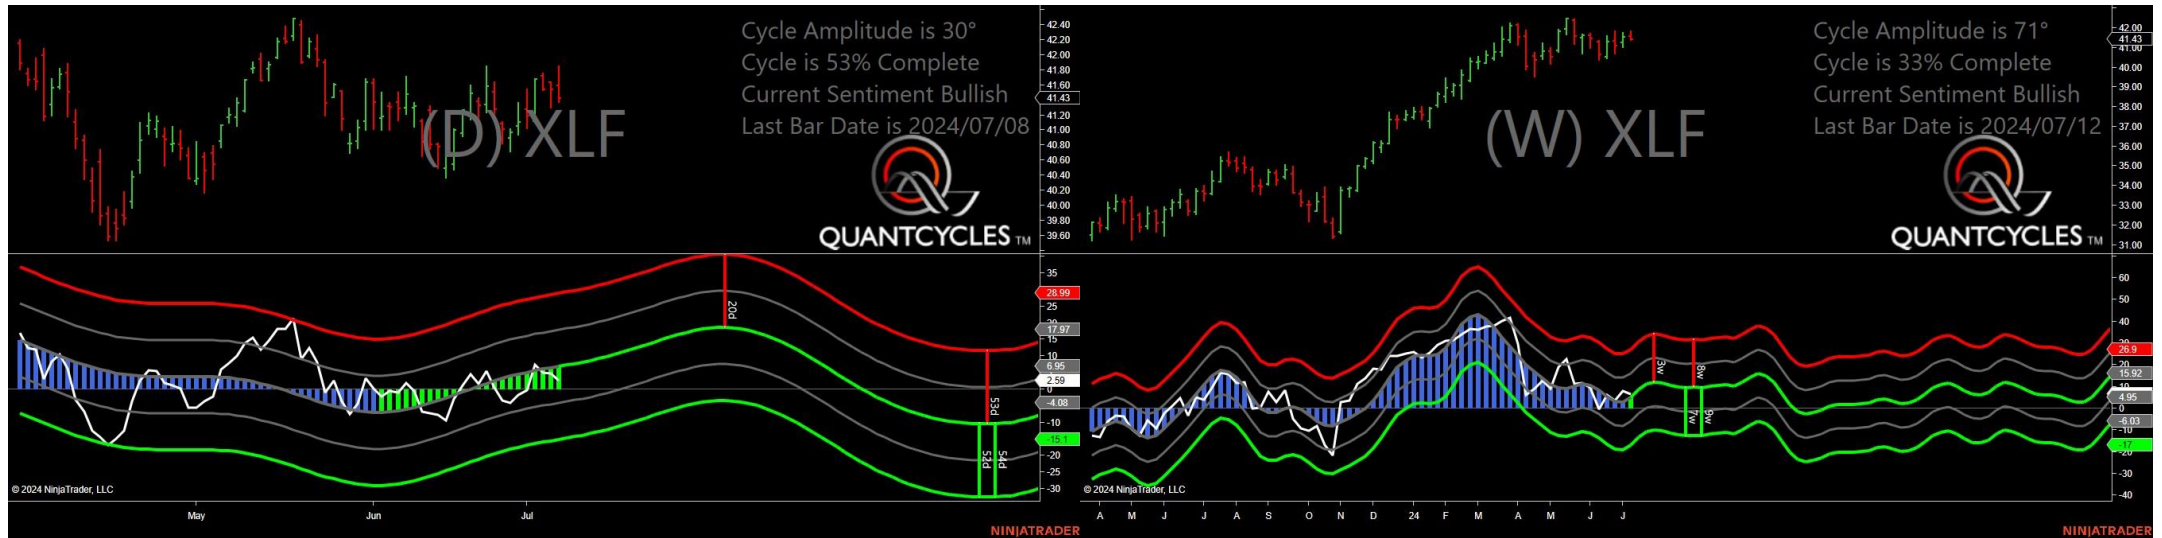 Cycle Amplitude is 30°
Cycle is 53% Complete
Current Sentiment Bullish
Last Bar Date is 2024/07/08
(D) XLF
QUANTCYCLES TM
42.40
42.20
42.00
41.80
41.60
41.43
41.20
41.00
40.80
40.60
40.40
40.20
40.00
39.80
39.60
35
28.99
25
17.97
15
10
6.95
2.59
0
-4.08
-10
-15.1
-20
-25
-30
20d
53d
52d
54d
© 2024 NinjaTrader, LLC
May
Jun
Jul
NINJATRADER
Cycle Amplitude is 71°
Cycle is 33% Complete
Current Sentiment Bullish
Last Bar Date is 2024/07/12
(W) XLF
QUANTCYCLES TM
42.00
41.43
41.00
40.00
39.00
38.00
37.00
36.00
35.00
34.00
33.00
32.00
31.00
60
50
40
26.9
15.92
4.95
0
-6.03
-17
-30
-40
3w
8w
7w
9w
© 2024 NinjaTrader, LLC
A
M
J
J
A
S
O
N
D
24
F
M
A
M
J
J
NINJATRADER